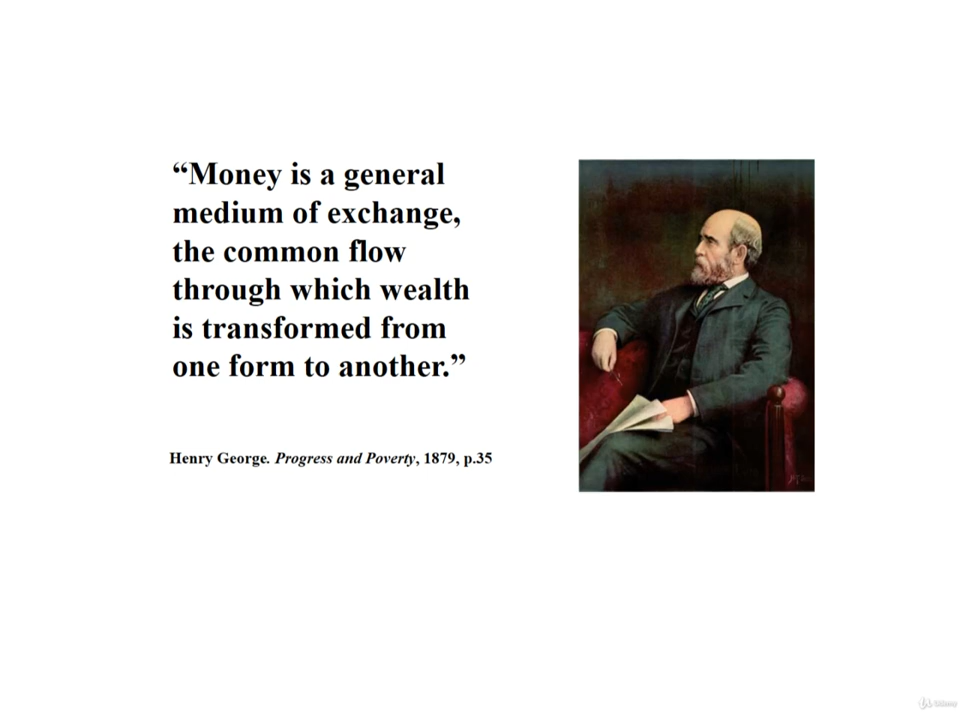 “Money is a general
medium of exchange,
the common flow
through which wealth
is transformed from
one form to another.”
Henry George. Progress and Poverty, 1879, p.35
Udemy